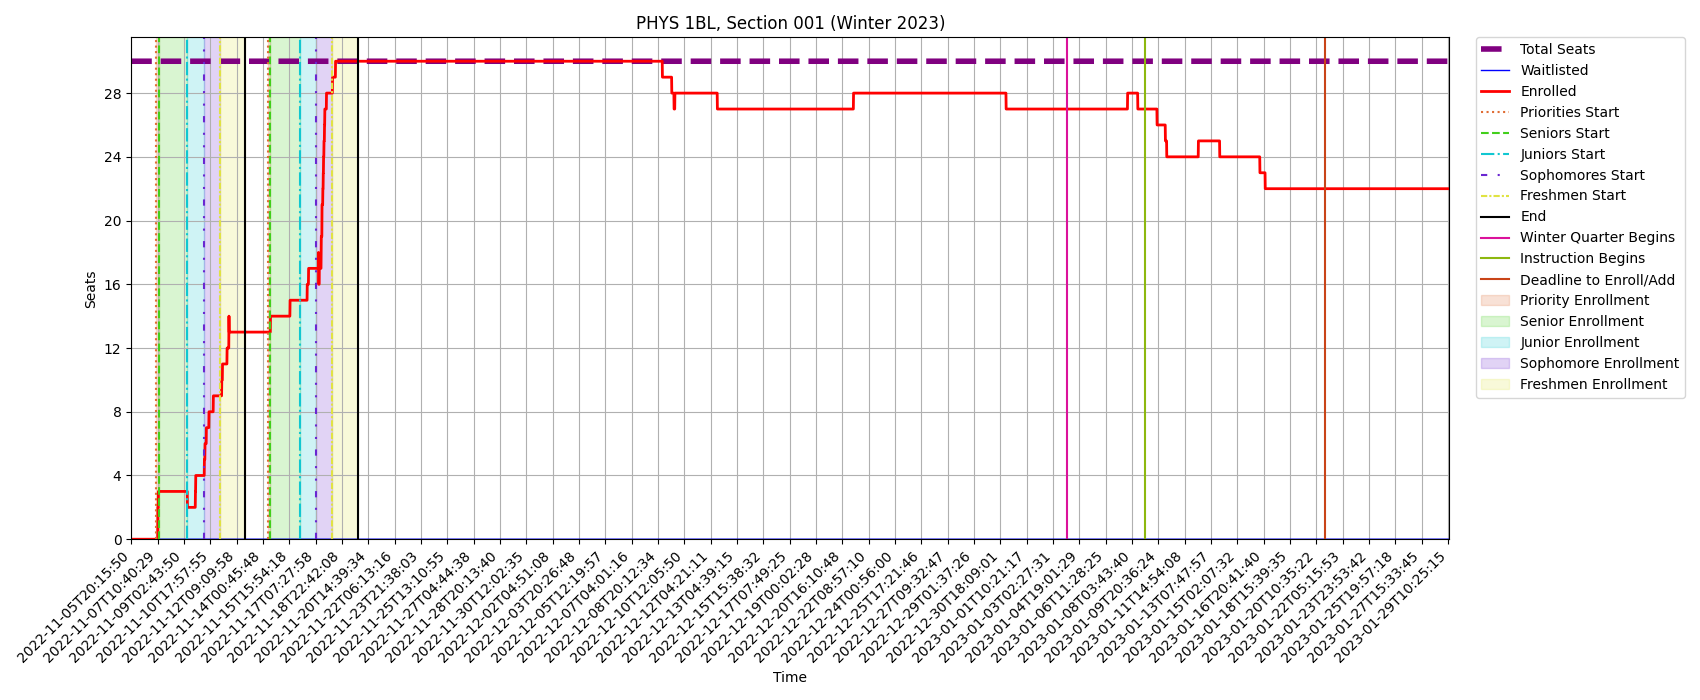 PHYS 1BL, Section 001 (Winter 2023)
Total Seats
Waitlisted
Enrolled
Priorities Start
Seniors Start
Juniors Start
Sophomores Start
Freshmen Start
End
Winter Quarter Begins
Instruction Begins
Deadline to Enroll/Add
Priority Enrollment
Senior Enrollment
Junior Enrollment
Sophomore Enrollment
Freshmen Enrollment
Seats
28
24
20
16
12
8
4
0
2022-11-05T20:15:50
2022-11-07T10:40:29
2022-11-09T02:43:50
2022-11-10T17:57:55
2022-11-12T09:09:58
2022-11-14T00:45:48
2022-11-15T15:54:18
2022-11-17T07:27:58
2022-11-18T22:42:08
2022-11-20T14:39:34
2022-11-22T06:13:16
2022-11-23T21:38:03
2022-11-25T13:10:55
2022-11-27T04:44:38
2022-11-28T20:13:40
2022-11-30T12:02:35
2022-12-02T04:51:08
2022-12-03T20:26:48
2022-12-05T12:19:57
2022-12-07T04:01:16
2022-12-08T20:12:34
2022-12-10T12:05:50
2022-12-12T04:21:11
2022-12-13T04:39:15
2022-12-15T15:38:32
2022-12-17T07:49:25
2022-12-19T00:02:28
2022-12-20T16:10:48
2022-12-22T08:57:10
2022-12-24T00:56:00
2022-12-25T17:21:46
2022-12-27T09:32:47
2022-12-29T01:37:26
2022-12-30T18:09:01
2023-01-01T10:21:17
2023-01-03T02:27:31
2023-01-04T19:01:29
2023-01-06T11:28:25
2023-01-08T03:43:40
2023-01-09T20:36:24
2023-01-11T14:54:08
2023-01-13T07:47:57
2023-01-15T02:07:32
2023-01-16T20:41:40
2023-01-18T15:39:35
2023-01-20T10:35:22
2023-01-22T05:15:53
2023-01-23T23:53:42
2023-01-25T19:57:18
2023-01-27T15:33:45
2023-01-29T10:25:15
Time